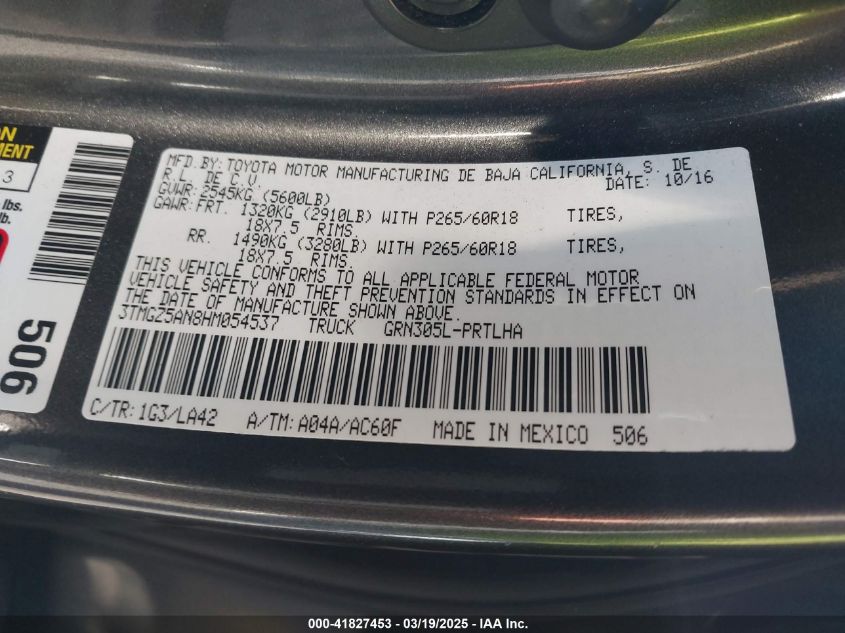 ON
MENT
3
lbs.
lb.
506
MFD.BY: TOYOTA MOTOR MANUFACTURING DE BAJA CALIFORNIA, S. DE
R.L. DE C.V. DATE: 10/16
GVWR: 2545KG (5600LB)
GAWR:FRT. 1320KG (2910LB) WITH P265/60R18 TIRES,
18X7.5 RIMS.
RR. 1490KG (3280LB) WITH P265/60R18 TIRES,
18X7.5 RIMS.
THIS VEHICLE CONFORMS TO ALL APPLICABLE FEDERAL MOTOR
VEHICLE SAFETY AND THEFT PREVENTION STANDARDS IN EFFECT ON
THE DATE OF MANUFACTURE SHOWN ABOVE.
3TMGZ5AN8HM054537 TRUCK GRN305L-PRTLHA
C/TR:1G3/LA42 A/TM:A04A/AC60F MADE IN MEXICO 506
000-41827453 — 03/19/2025 — IAA Inc.